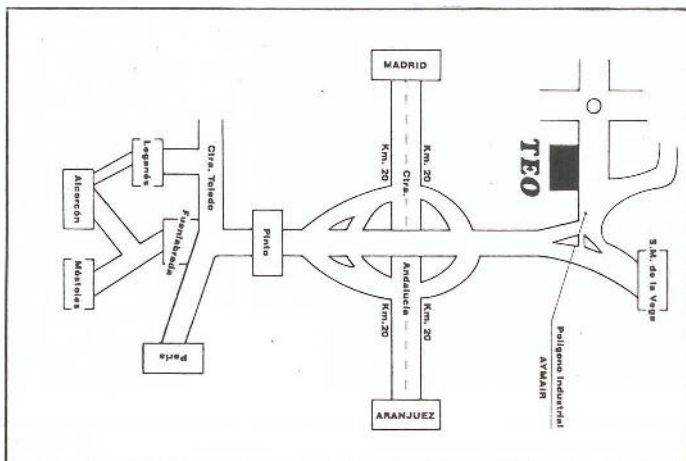 MADRID
Km. 20
Ctra.
Km. 20
Andalucía
Km. 20
Km. 20
ARANJUEZ
Leganés
Ctra. Toledo
Alcorcón
Fuenlabrada
Móstoles
Parla
Pinto
TEO
S.M. de la Vega
Polígono Industrial
AYMAIR